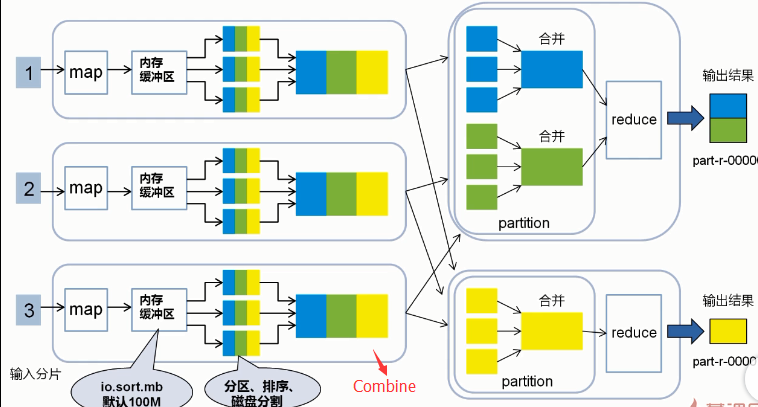 1
map
内存
缓冲区
2
map
内存
缓冲区
3
map
内存
缓冲区
输入分片
io.sort.mb
默认100M
分区、排序、
磁盘分割
Combine
合并
合并
partition
reduce
输出结果
part-r-0000
合并
partition
reduce
输出结果
part-r-0000